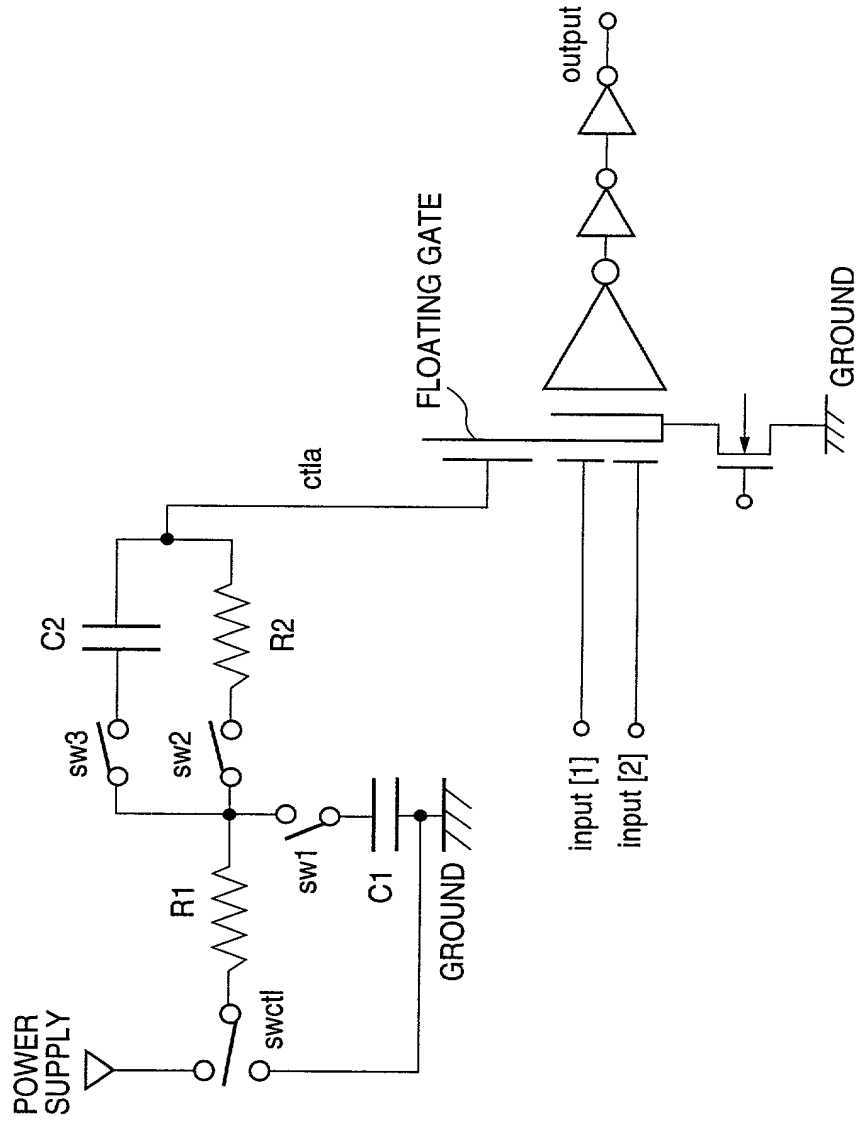 POWER
SUPPLY
swctl
R1
sw1
C1
GROUND
sw3
sw2
C2
R2
ctla
FLOATING GATE
input [1]
input [2]
GROUND
output